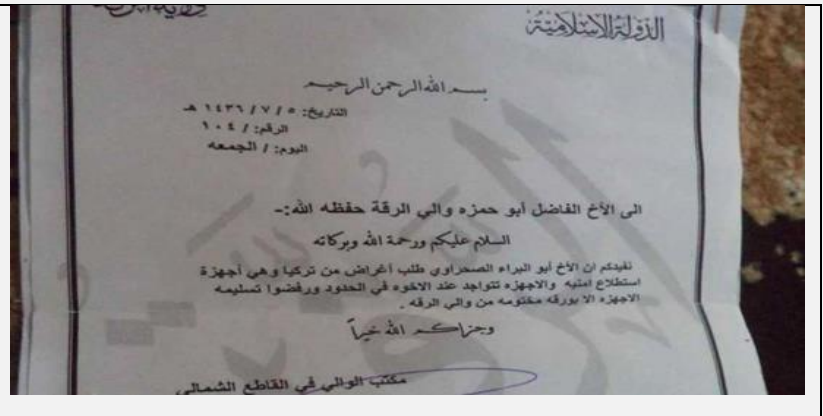 الدولة الاسلامية
بسم الله الرحمن الرحيم
التاريخ: ٥ / ٧ / ١٤٣٦ هـ
الرقم: / ١٠٤
اليوم: / الجمعه
الى الأخ الفاضل أبو حمزه والي الرقة حفظه الله:-
السلام عليكم ورحمة الله وبركاته
نفيدكم ان الأخ أبو البراء الصحراوي طلب أغراض من تركيا وهي أجهزة
استطلاع امنيه والاجهزه تتواجد عند الاخوه في الحدود ورفضوا تسليمه
الاجهزه الا بورقه مختومه من والي الرقه .
وجزاكم الله خيراً
مكتب الوالي في القاطع الشمالي